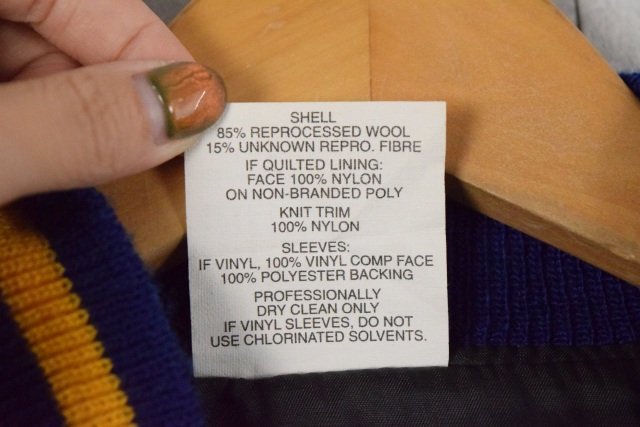 SHELL
85% REPROCESSED WOOL
15% UNKNOWN REPRO. FIBRE
IF QUILTED LINING:
FACE 100% NYLON
ON NON-BRANDED POLY
KNIT TRIM
100% NYLON
SLEEVES:
IF VINYL, 100% VINYL COMP FACE
100% POLYESTER BACKING
PROFESSIONALLY
DRY CLEAN ONLY
IF VINYL SLEEVES, DO NOT
USE CHLORINATED SOLVENTS.